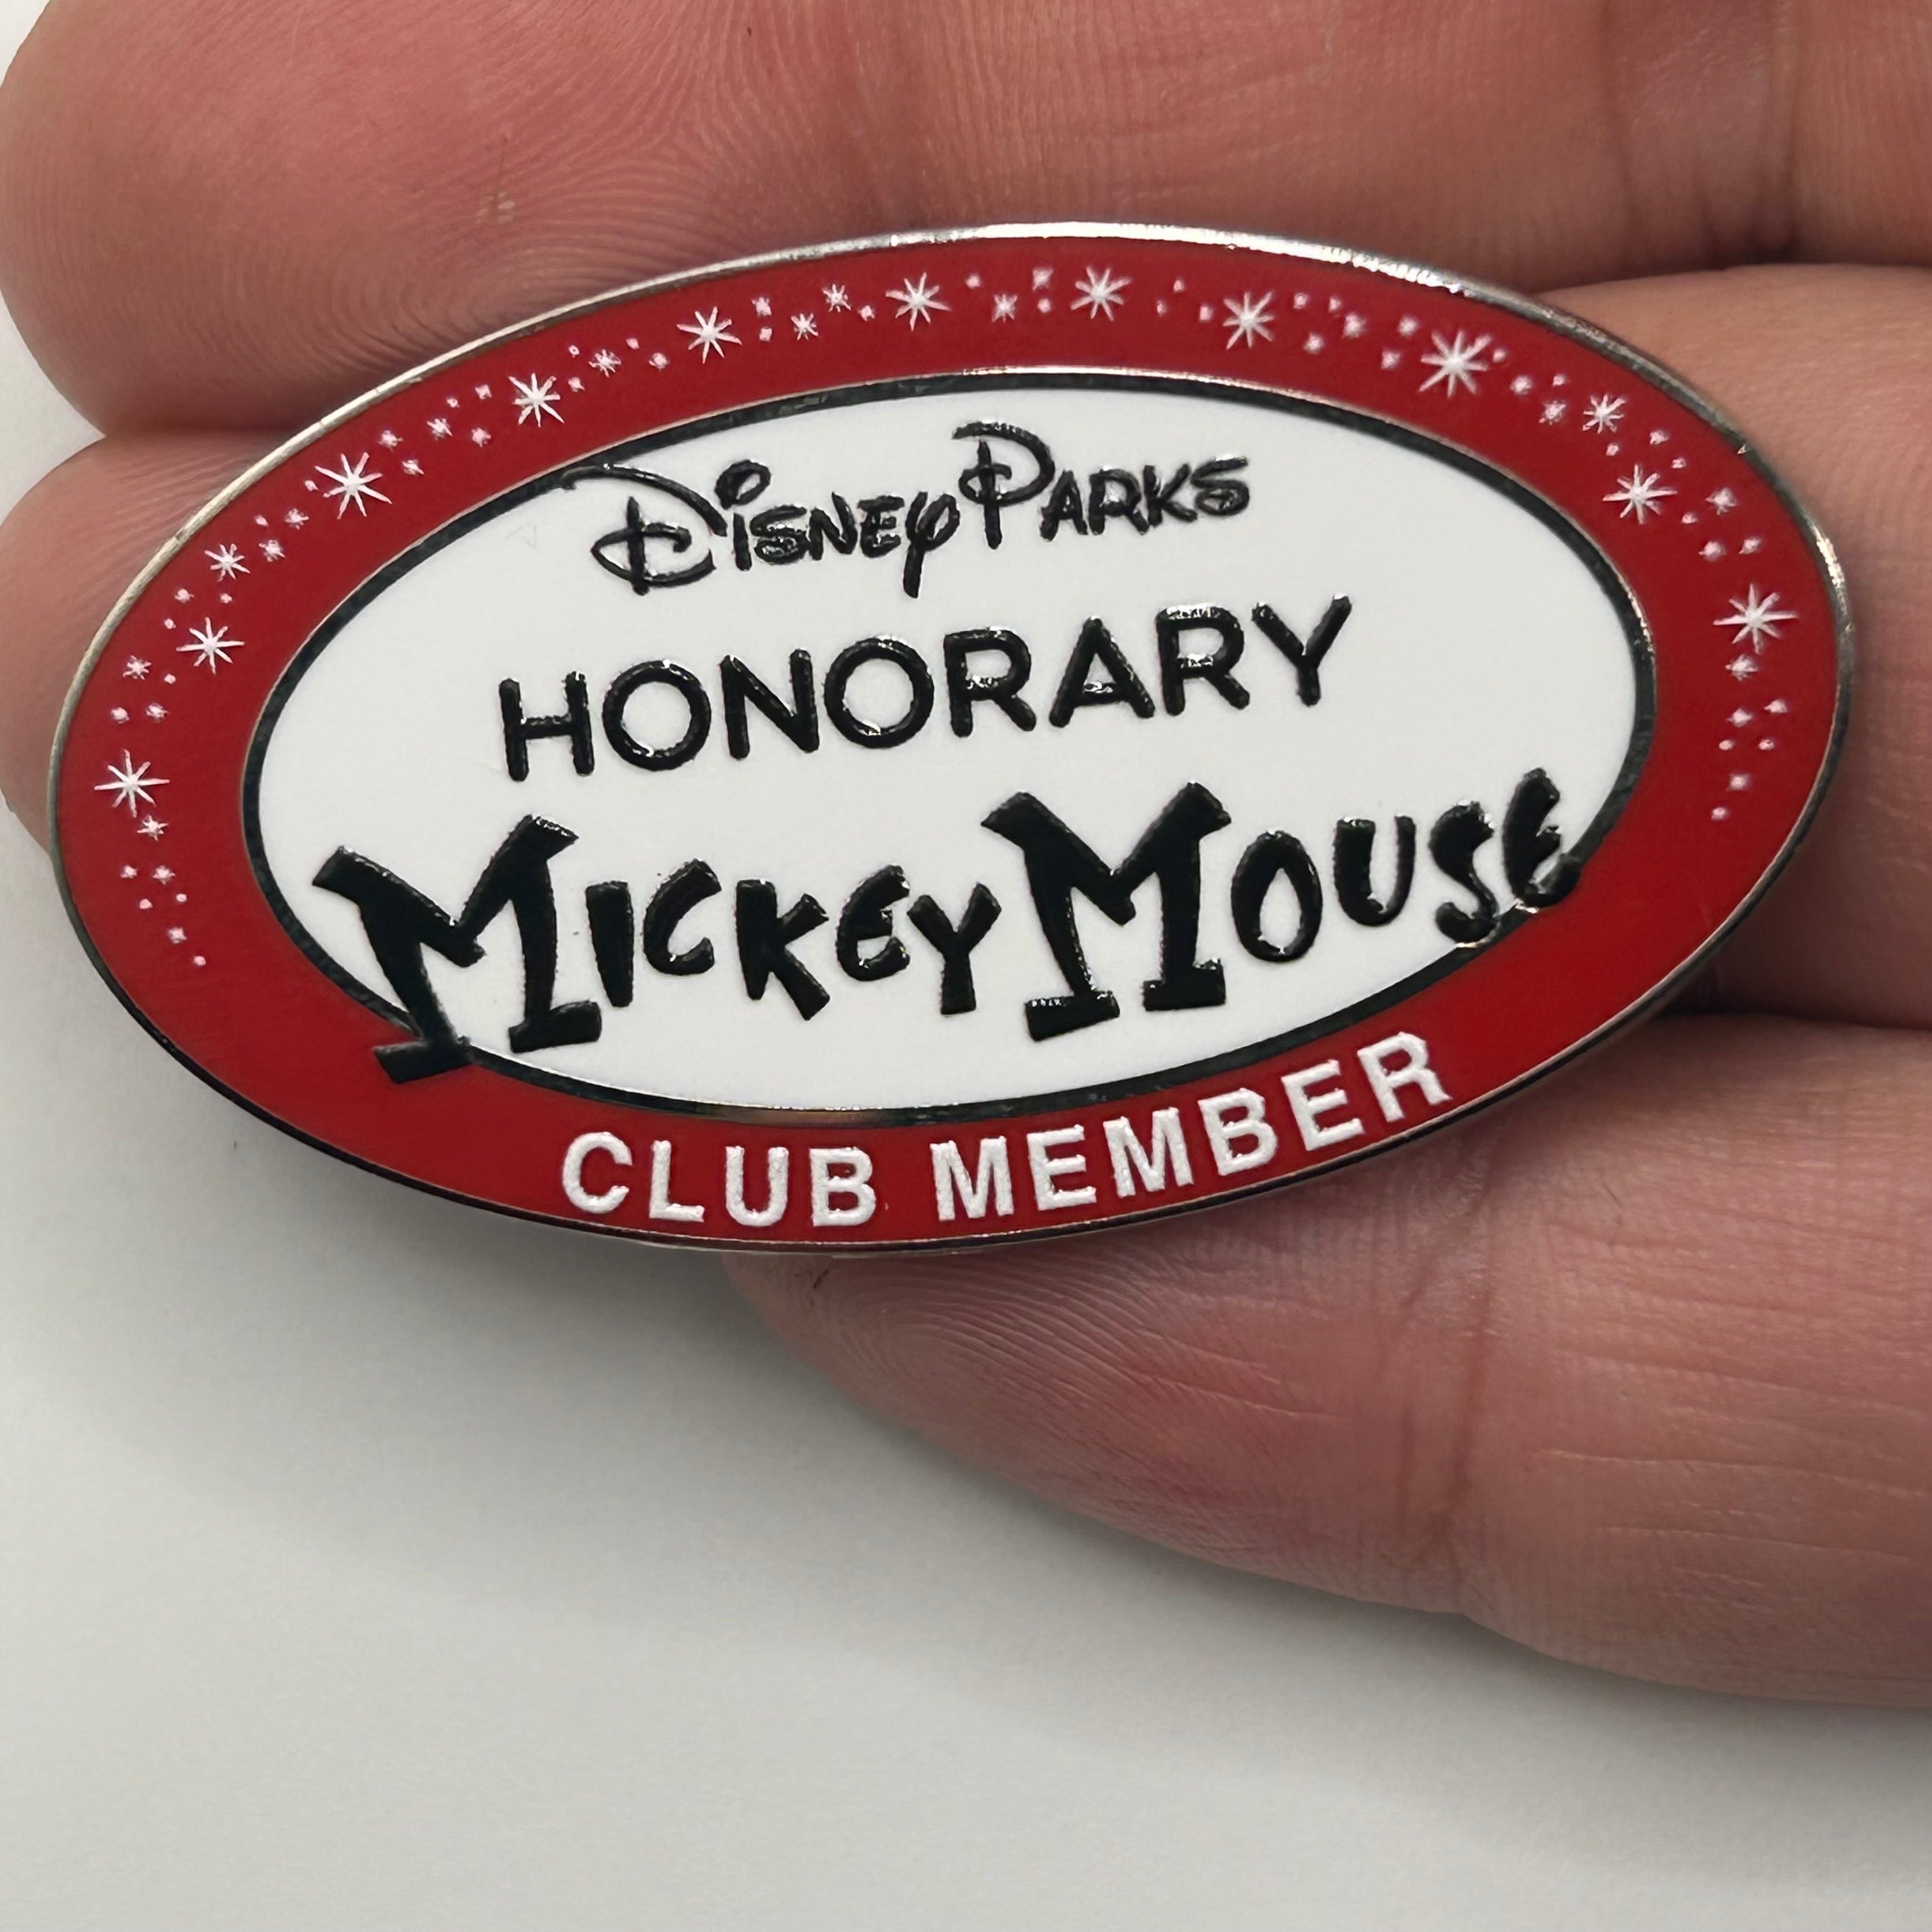 Disney Parks
HONORARY
Mickey Mouse
CLUB MEMBER